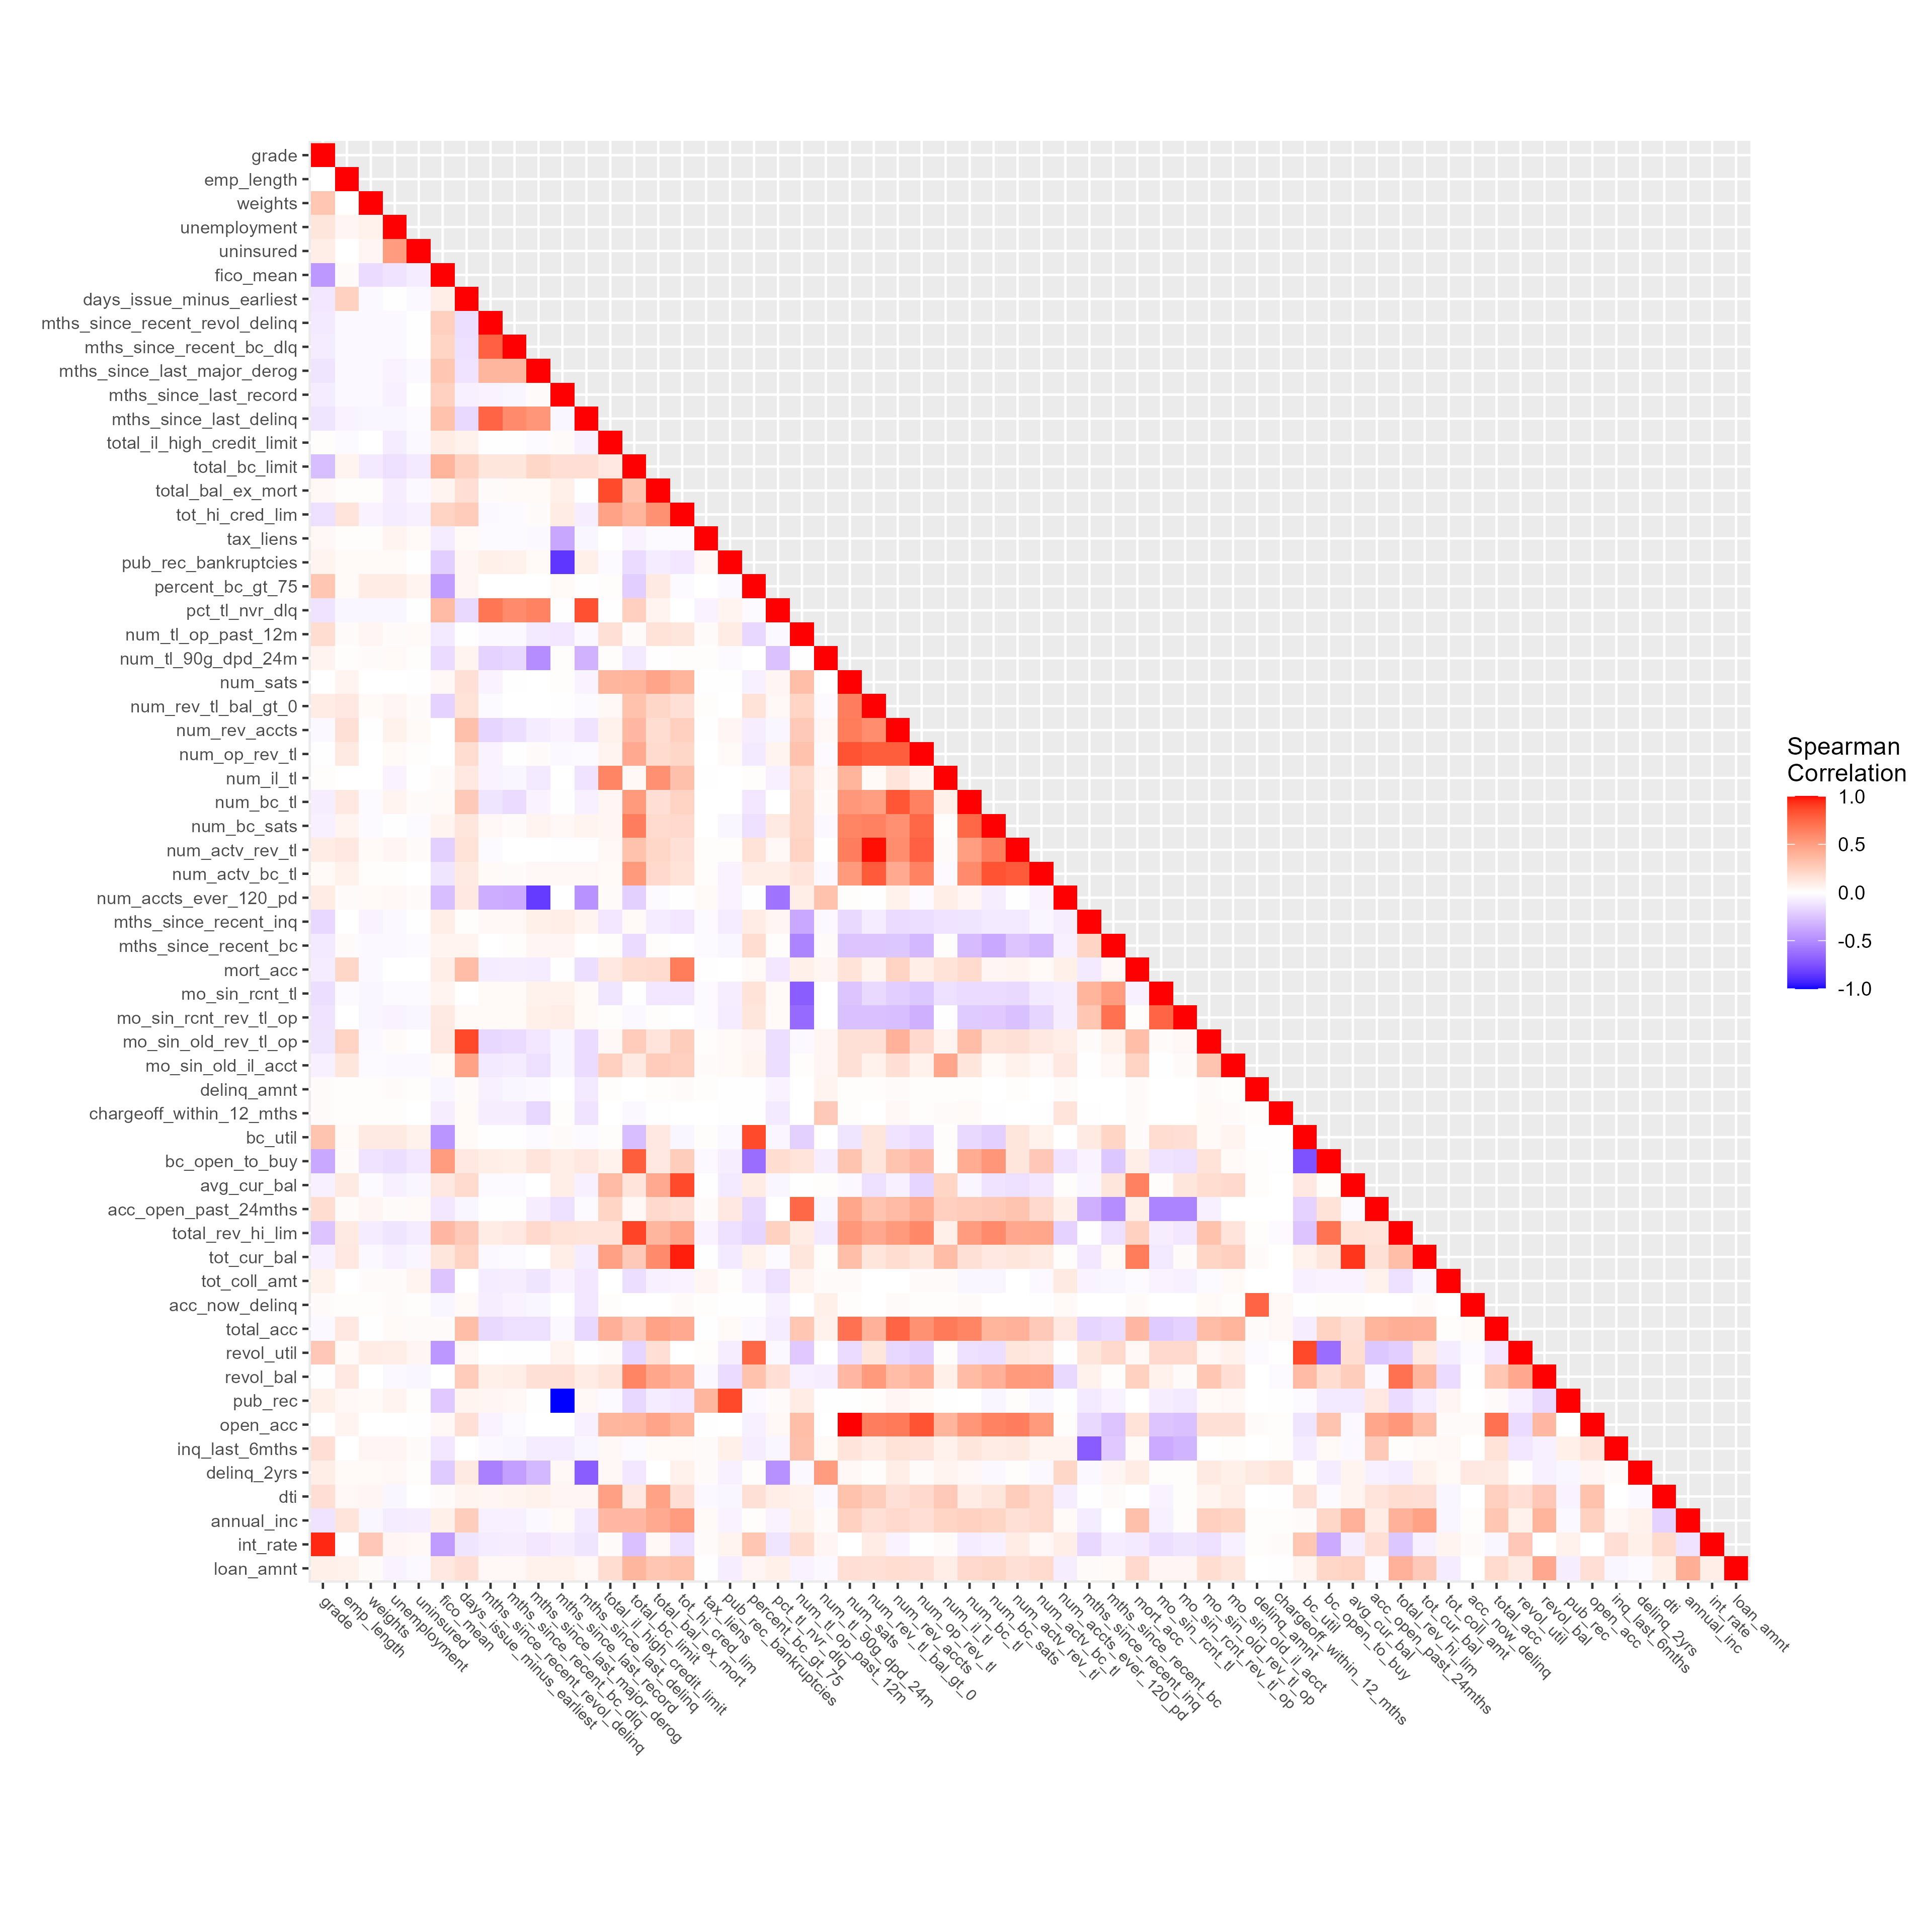 grade
emp_length
weights
unemployment
uninsured
fico_mean
days_issue_minus_earliest
mths_since_recent_revol_delinq
mths_since_recent_bc_dlq
mths_since_last_major_derog
mths_since_last_record
mths_since_last_delinq
total_il_high_credit_limit
total_bc_limit
total_bal_ex_mort
tot_hi_cred_lim
tax_liens
pub_rec_bankruptcies
percent_bc_gt_75
pct_tl_nvr_dlq
num_tl_op_past_12m
num_tl_90g_dpd_24m
num_sats
num_rev_tl_bal_gt_0
num_rev_accts
num_op_rev_tl
num_il_tl
num_bc_tl
num_bc_sats
num_actv_rev_tl
num_actv_bc_tl
num_accts_ever_120_pd
mths_since_recent_inq
mths_since_recent_bc
mort_acc
mo_sin_rcnt_tl
mo_sin_rcnt_rev_tl_op
mo_sin_old_rev_tl_op
mo_sin_old_il_acct
delinq_amnt
chargeoff_within_12_mths
bc_util
bc_open_to_buy
avg_cur_bal
acc_open_past_24mths
total_rev_hi_lim
tot_cur_bal
tot_coll_amt
acc_now_delinq
total_acc
revol_util
revol_bal
pub_rec
open_acc
inq_last_6mths
delinq_2yrs
dti
annual_inc
int_rate
loan_amnt
grade
emp_length
weights
unemployment
uninsured
fico_mean
days_issue_minus_earliest
mths_since_recent_revol_delinq
mths_since_recent_bc_dlq
mths_since_last_major_derog
mths_since_last_record
mths_since_last_delinq
total_il_high_credit_limit
total_bc_limit
total_bal_ex_mort
tot_hi_cred_lim
tax_liens
pub_rec_bankruptcies
percent_bc_gt_75
pct_tl_nvr_dlq
num_tl_op_past_12m
num_tl_90g_dpd_24m
num_sats
num_rev_tl_bal_gt_0
num_rev_accts
num_op_rev_tl
num_il_tl
num_bc_tl
num_bc_sats
num_actv_rev_tl
num_actv_bc_tl
num_accts_ever_120_pd
mths_since_recent_inq
mths_since_recent_bc
mort_acc
mo_sin_rcnt_tl
mo_sin_rcnt_rev_tl_op
mo_sin_old_rev_tl_op
mo_sin_old_il_acct
delinq_amnt
chargeoff_within_12_mths
bc_util
bc_open_to_buy
avg_cur_bal
acc_open_past_24mths
total_rev_hi_lim
tot_cur_bal
tot_coll_amt
acc_now_delinq
total_acc
revol_util
revol_bal
pub_rec
open_acc
inq_last_6mths
delinq_2yrs
dti
annual_inc
int_rate
loan_amnt
Spearman
Correlation
1.0
0.5
0.0
-0.5
-1.0